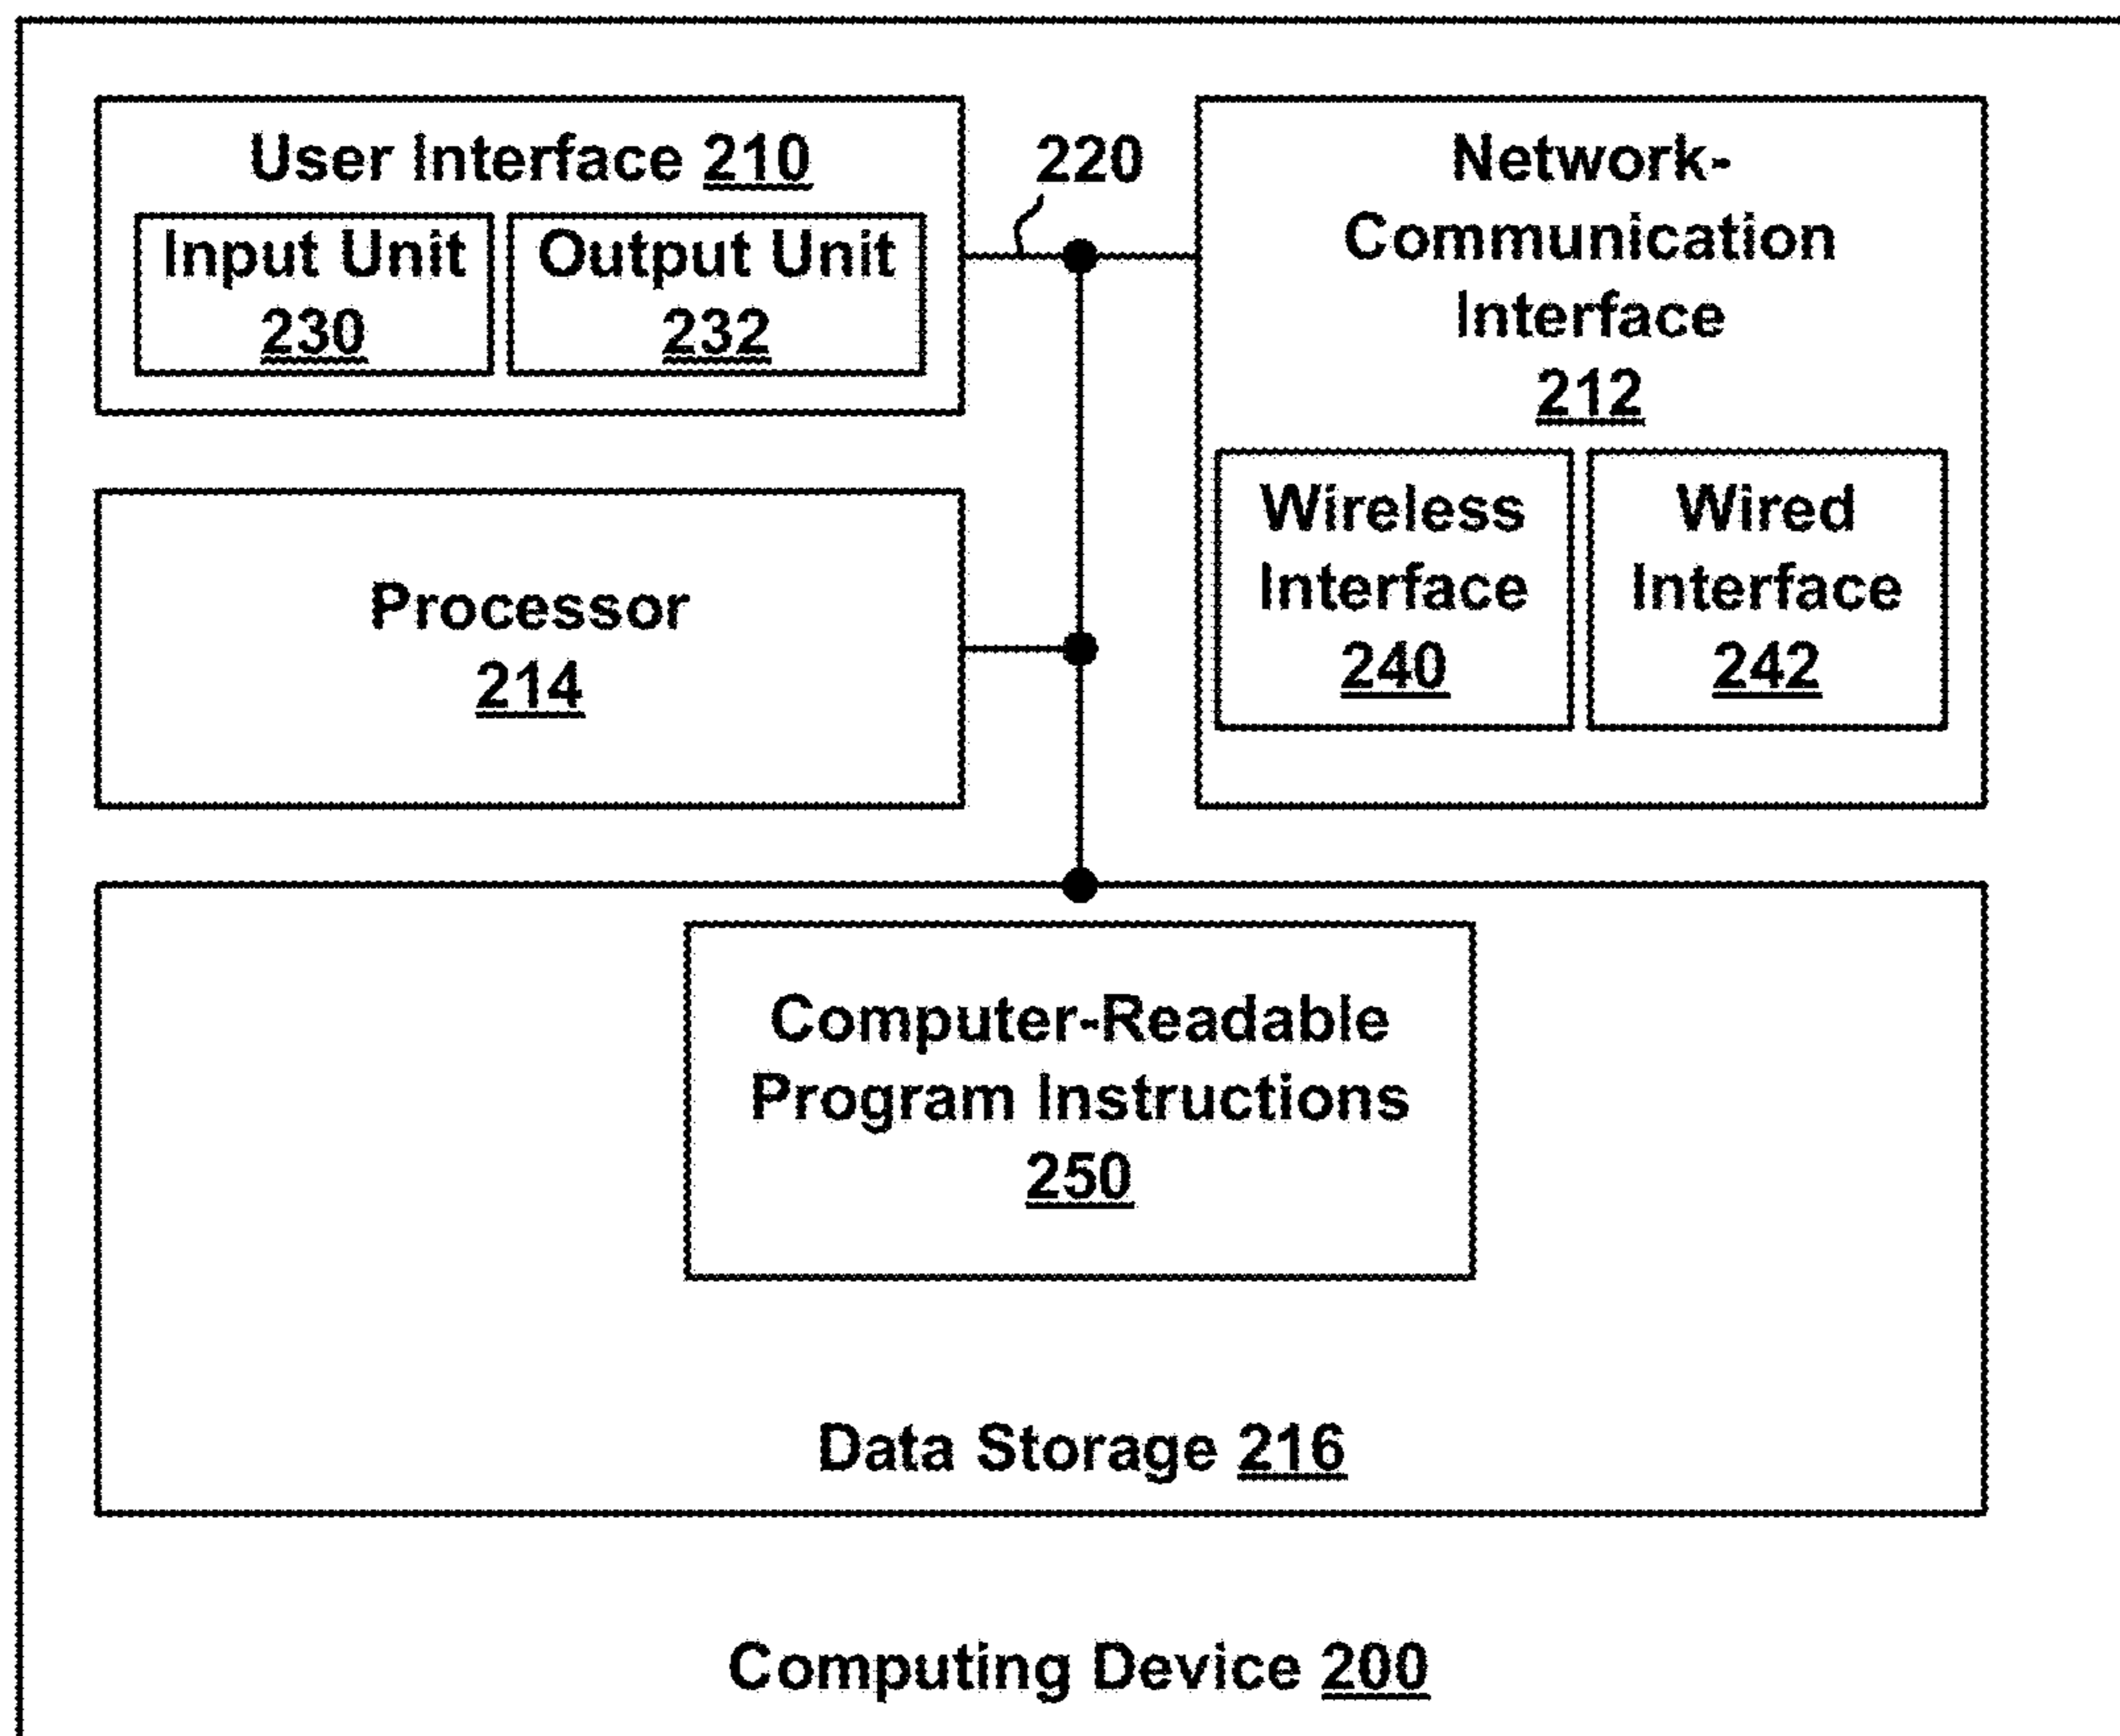 User Interface 210
Input Unit
230
Output Unit
232
220
Network-
Communication
Interface
212
Wireless
Interface
240
Wired
Interface
242
Processor
214
Computer-Readable
Program Instructions
250
Data Storage 216
Computing Device 200